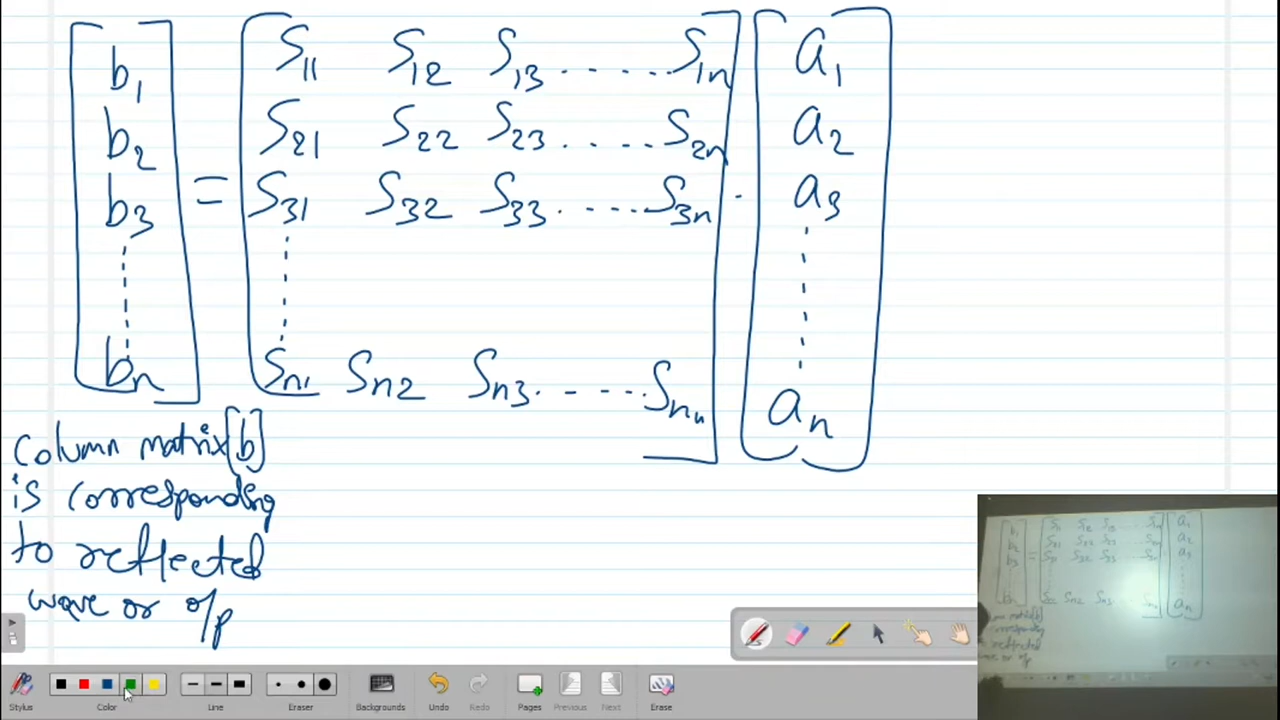 b1 = S11 S12 S13 ...... S1n . a1
b2 S21 S22 S23 ..... S2n a2
b3 S31 S32 S33 ..... S3n a3
bn Sn1 Sn2 Sn3 ..... Snn an
Column matrix [b]
is corresponding
to reflected
wave or o/p
Stylus
Color
Line
Eraser
Backgrounds
Undo
Redo
Pages
Previous
Next
Erase